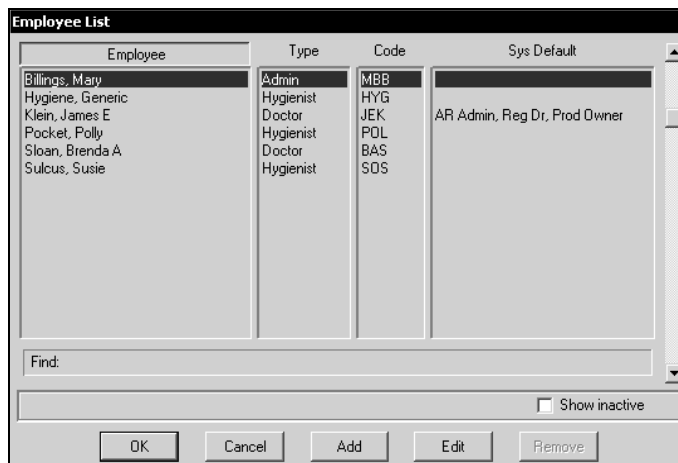 Employee List
Employee Type Code Sys Default
Billings, Mary Admin MBB
Hygiene, Generic Hygienist HYG
Klein, James E Doctor JEK AR Admin, Reg Dr, Prod Owner
Pocket, Polly Hygienist POL
Sloan, Brenda A Doctor BAS
Sulcus, Susie Hygienist SOS
Find:
Show inactive
OK Cancel Add Edit Remove